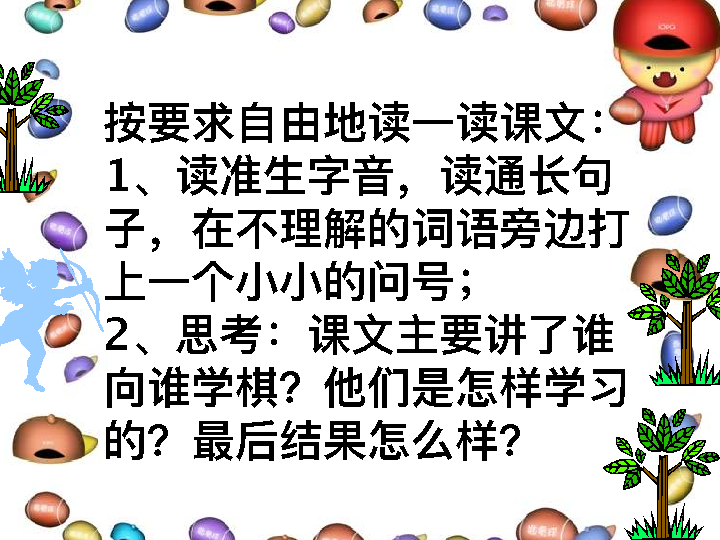 按要求自由地读一读课文：
1、读准生字音，读通长句
子，在不理解的词语旁边打
上一个小小的问号；
2、思考：课文主要讲了谁
向谁学棋？他们是怎样学习
的？最后结果怎么样？